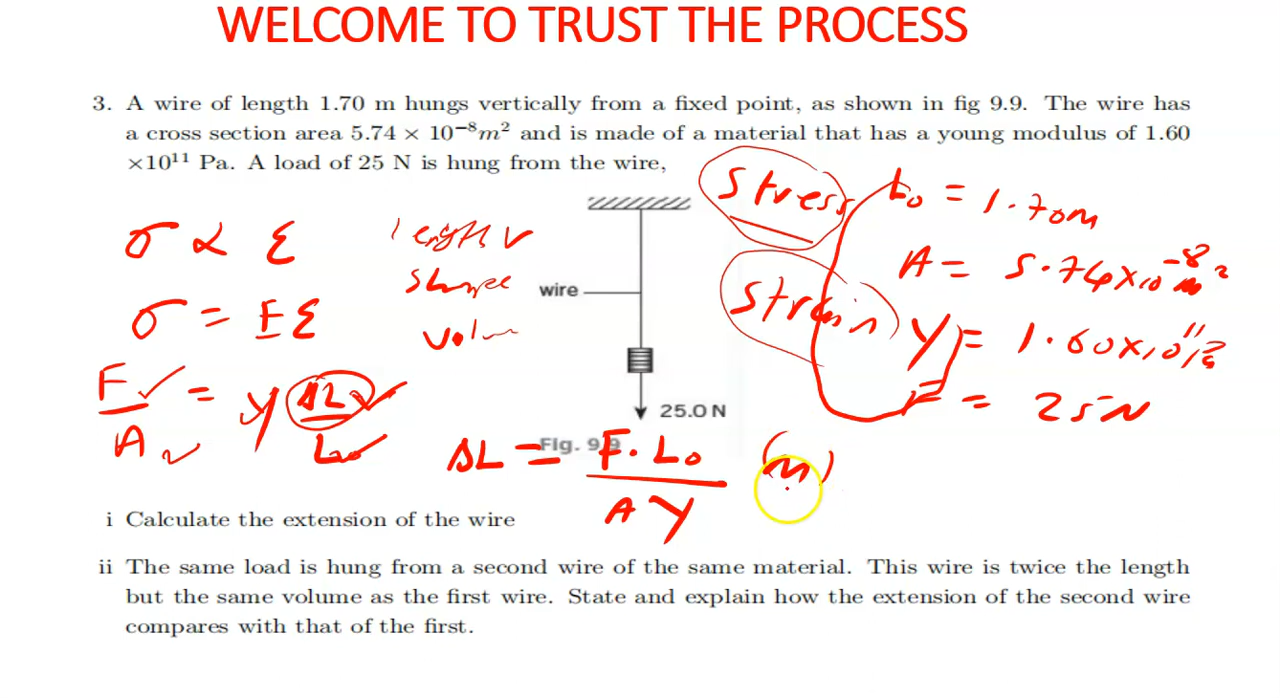 WELCOME TO TRUST THE PROCESS
3. A wire of length 1.70 m hungs vertically from a fixed point, as shown in fig 9.9. The wire has
a cross section area 5.74 × 10⁻⁸m² and is made of a material that has a young modulus of 1.60
×10¹¹ Pa. A load of 25 N is hung from the wire,
stress
L₀ = 1.70m
σ ∝ ε
length
A = 5.74×10⁻⁸ m²
wire
strain
σ = Eε
Y = 1.60×10¹¹
F/A = Y ΔL/L₀
25.0 N
F = 25N
Fig. 9.9
ΔL = F.L₀/AY (m)
i Calculate the extension of the wire
ii The same load is hung from a second wire of the same material. This wire is twice the length
but the same volume as the first wire. State and explain how the extension of the second wire
compares with that of the first.